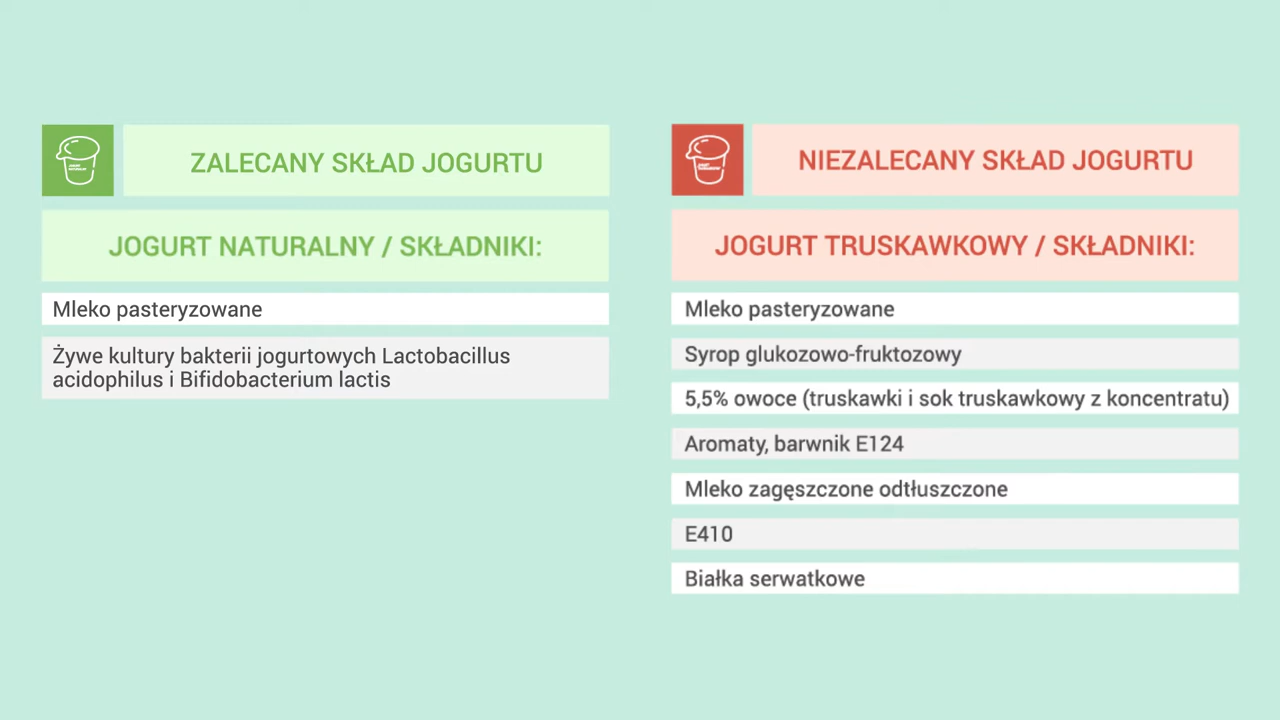 ZALECANY SKŁAD JOGURTU
JOGURT NATURALNY / SKŁADNIKI:
Mleko pasteryzowane
Żywe kultury bakterii jogurtowych Lactobacillus
acidophilus i Bifidobacterium lactis
NIEZALECANY SKŁAD JOGURTU
JOGURT TRUSKAWKOWY / SKŁADNIKI:
Mleko pasteryzowane
Syrop glukozowo-fruktozowy
5,5% owoce (truskawki i sok truskawkowy z koncentratu)
Aromaty, barwnik E124
Mleko zagęszczone odtłuszczone
E410
Białka serwatkowe